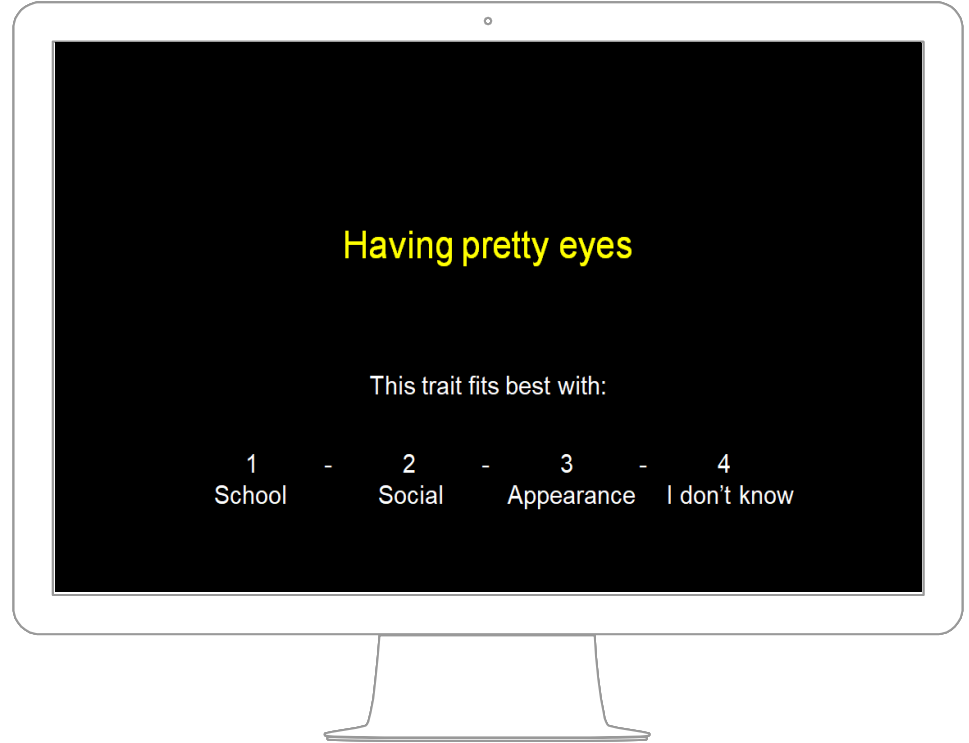 Having pretty eyes
This trait fits best with:
1 - 2 - 3 - 4
School Social Appearance I don’t know